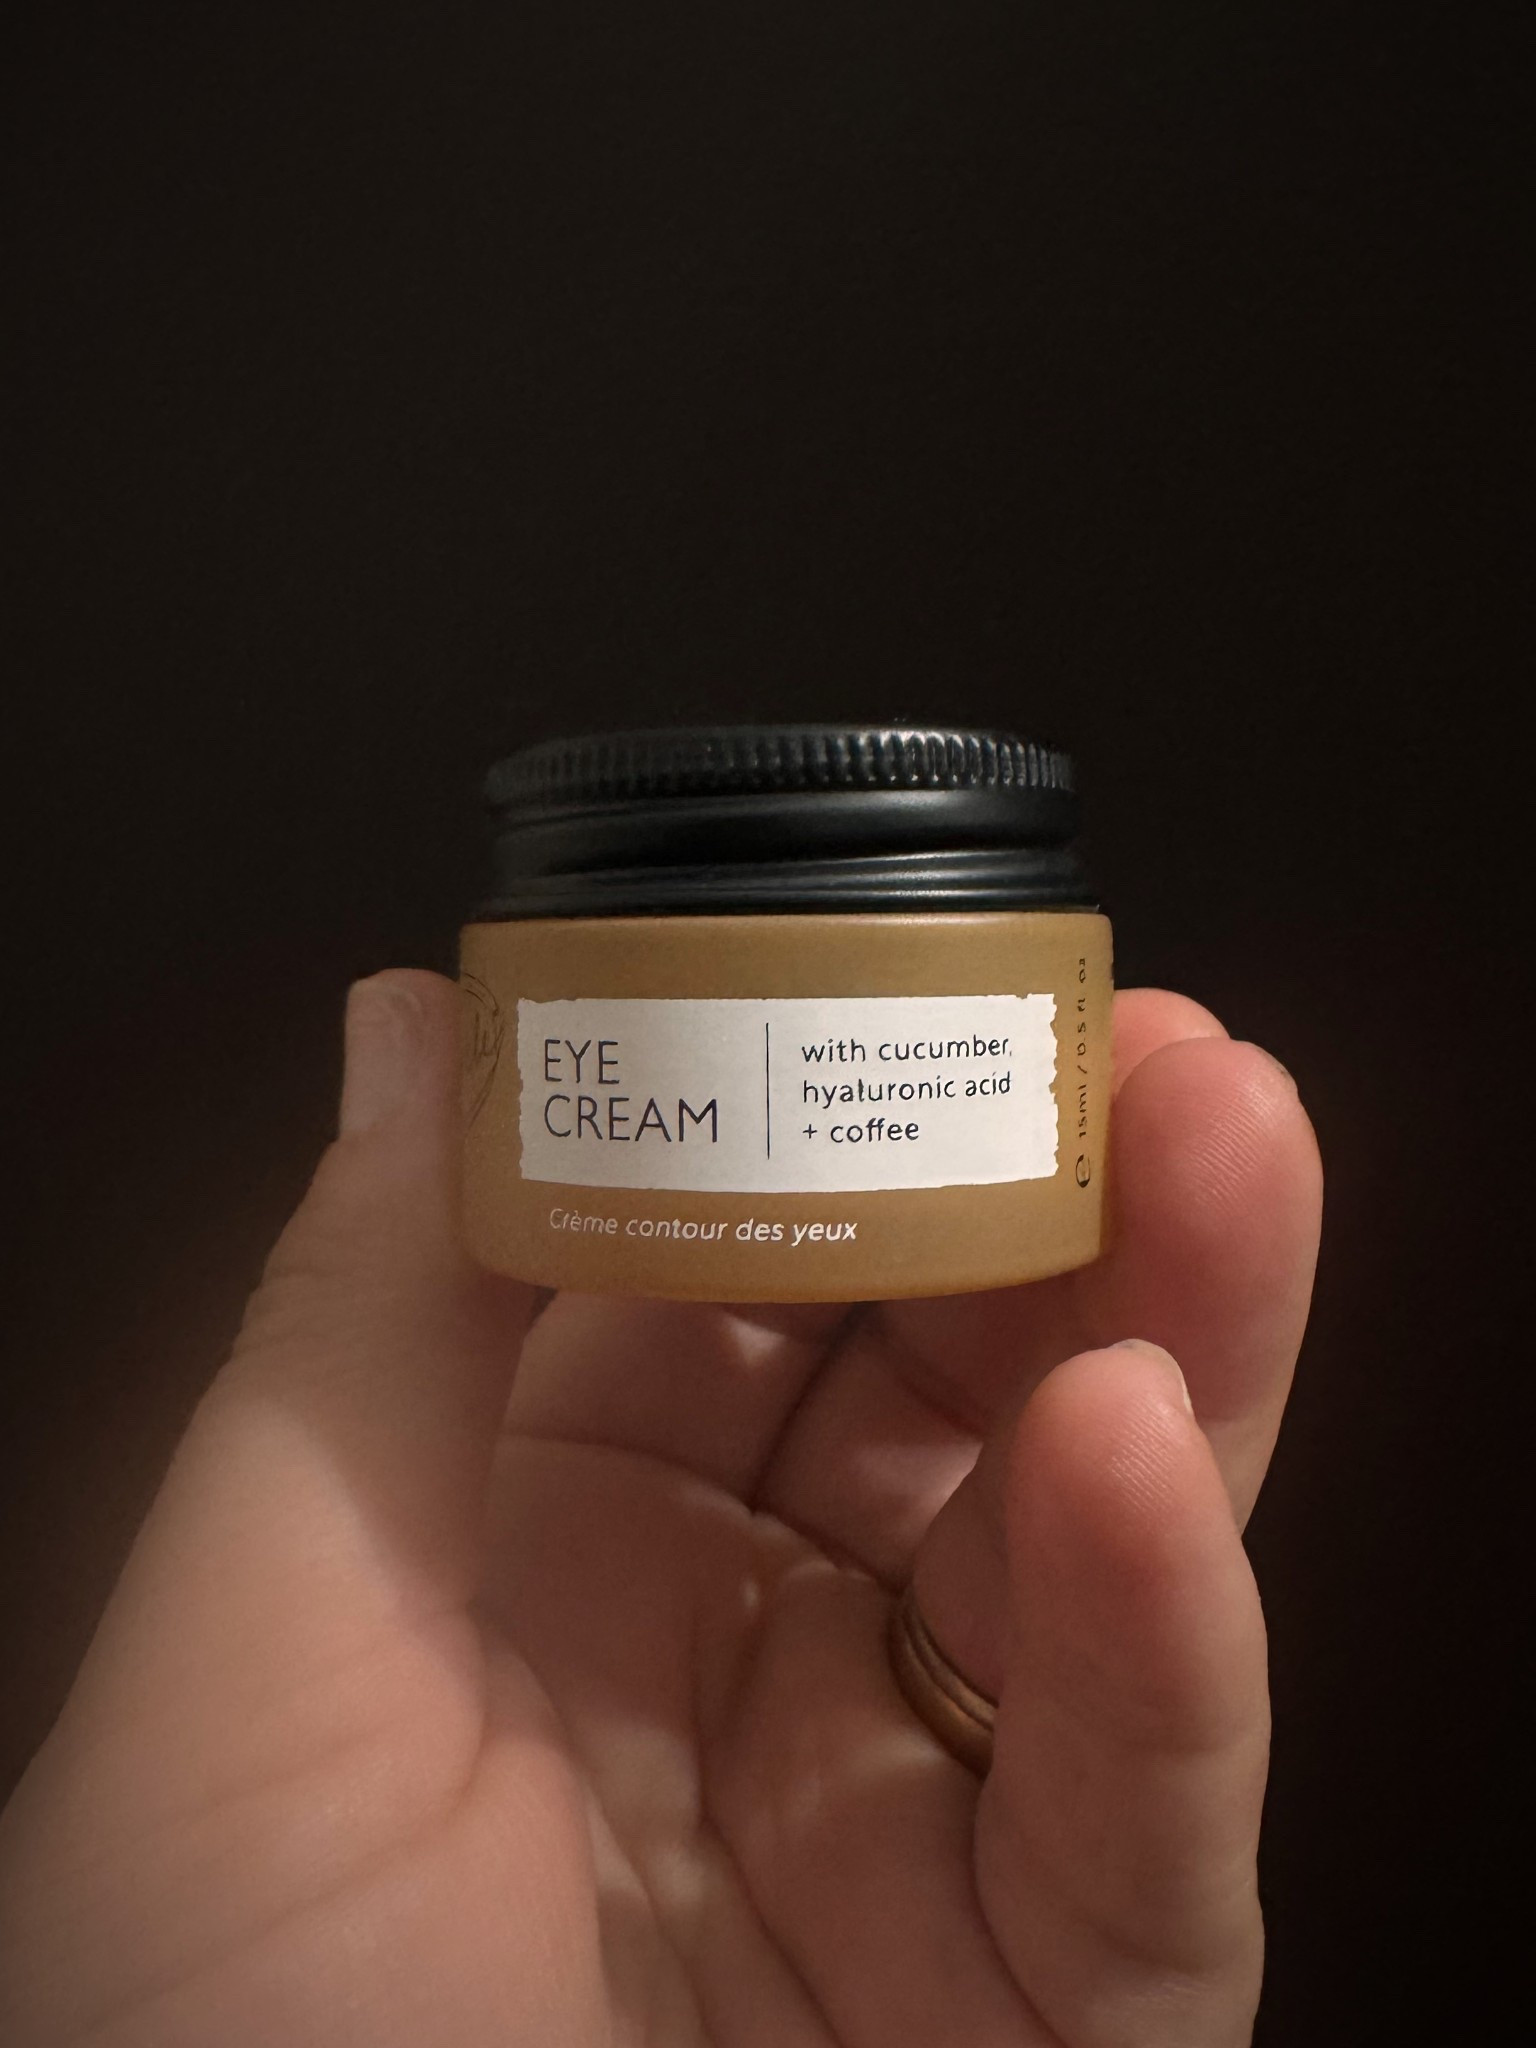 EYE
CREAM
with cucumber,
hyaluronic acid
+ coffee
Crème contour des yeux
℮ 15ml / 0.5 fl oz